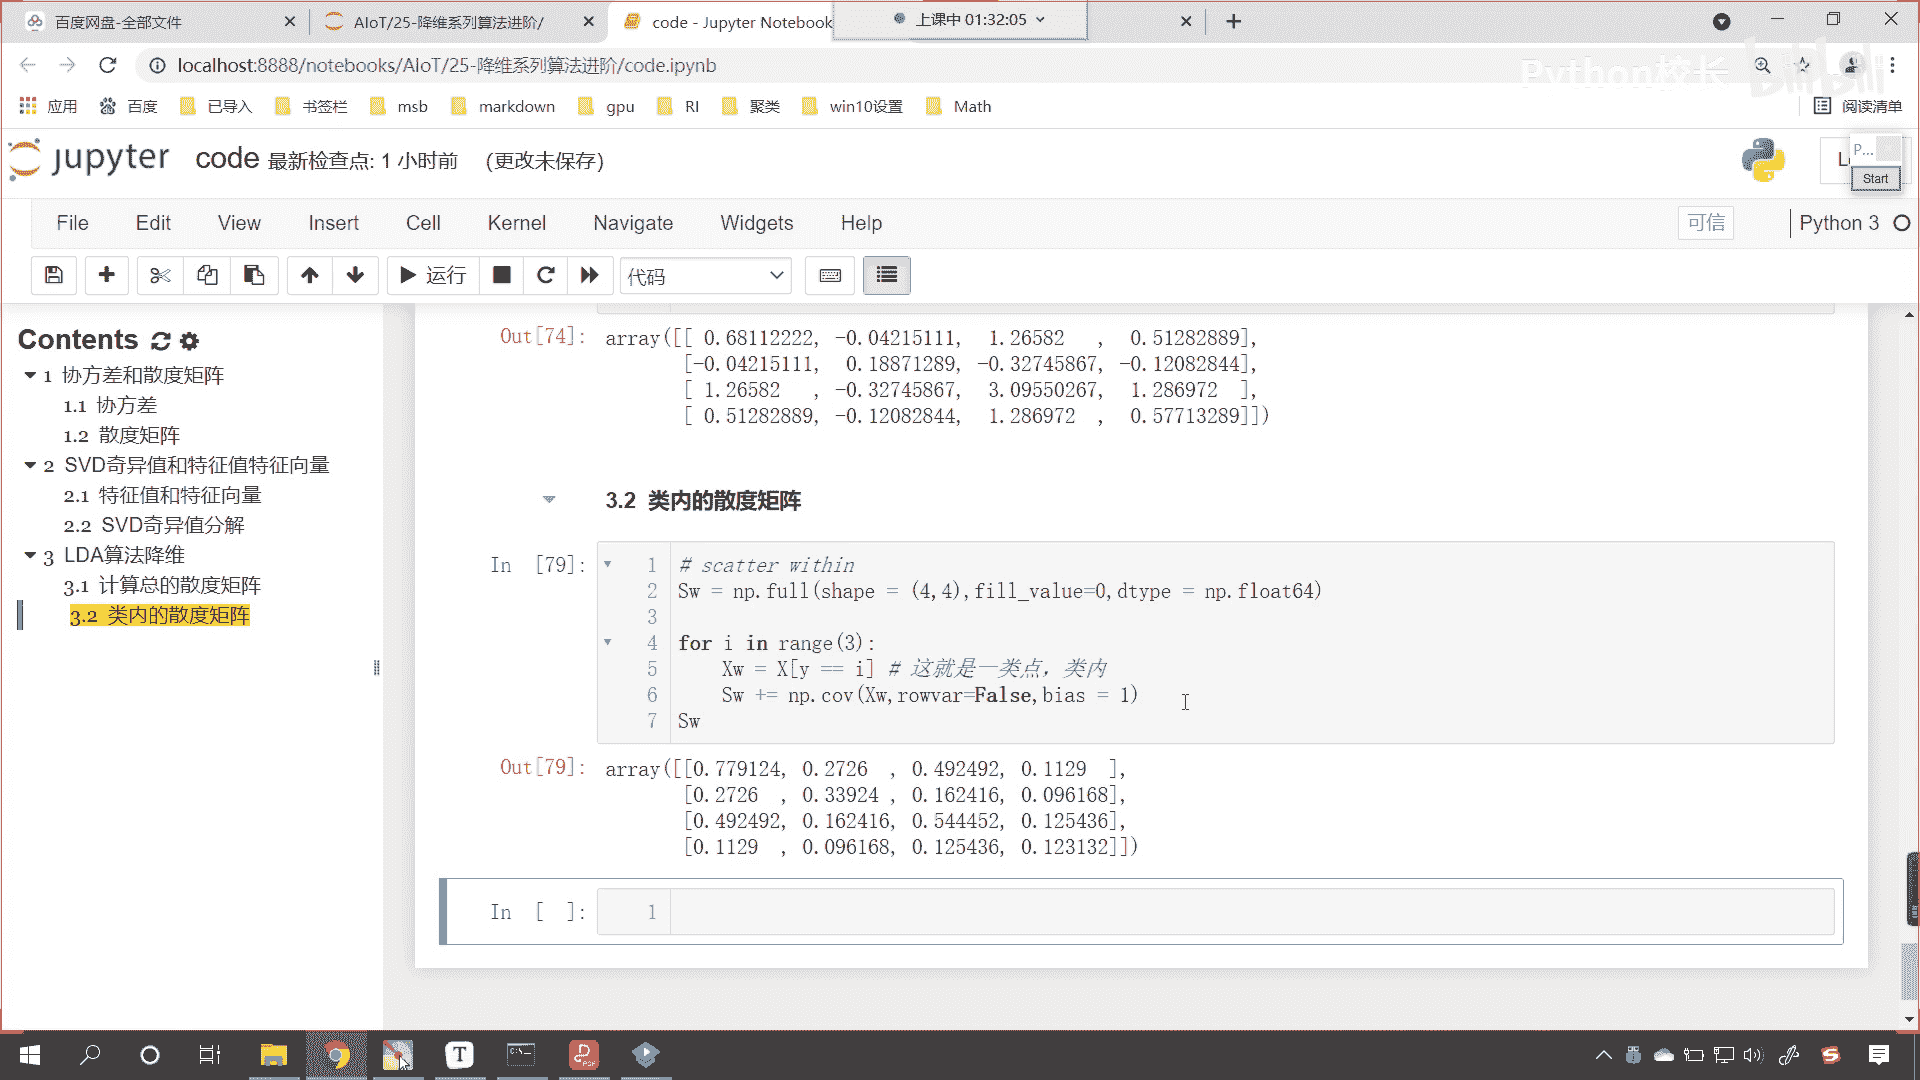 百度网盘-全部文件
AIoT/25-降维系列算法进阶/
code - Jupyter Notebook
上课中 01:32:05
localhost:8888/notebooks/AIoT/25-降维系列算法进阶/code.ipynb
Python校长
bilibili
应用 百度 已导入 书签栏 msb markdown gpu RI 聚类 win10设置 Math 阅读清单
jupyter code 最新检查点: 1 小时前 (更改未保存)
P...
Start
File Edit View Insert Cell Kernel Navigate Widgets Help 可信 Python 3
运行 代码
Contents
1 协方差和散度矩阵
1.1 协方差
1.2 散度矩阵
2 SVD奇异值和特征值特征向量
2.1 特征值和特征向量
2.2 SVD奇异值分解
3 LDA算法降维
3.1 计算总的散度矩阵
3.2 类内的散度矩阵
Out[74]: array([[ 0.68112222, -0.04215111,  1.26582   ,  0.51282889],
[-0.04215111,  0.18871289, -0.32745867, -0.12082844],
[ 1.26582   , -0.32745867,  3.09550267,  1.286972  ],
[ 0.51282889, -0.12082844,  1.286972  ,  0.57713289]])
3.2 类内的散度矩阵
In [79]:
1 # scatter within
2 Sw = np.full(shape = (4,4),fill_value=0,dtype = np.float64)
3
4 for i in range(3):
5 Xw = X[y == i] # 这就是一类点，类内
6 Sw += np.cov(Xw,rowvar=False,bias = 1)
7 Sw
Out[79]: array([[0.779124, 0.2726  , 0.492492, 0.1129  ],
[0.2726  , 0.33924 , 0.162416, 0.096168],
[0.492492, 0.162416, 0.544452, 0.125436],
[0.1129  , 0.096168, 0.125436, 0.123132]])
In [ ]: 1